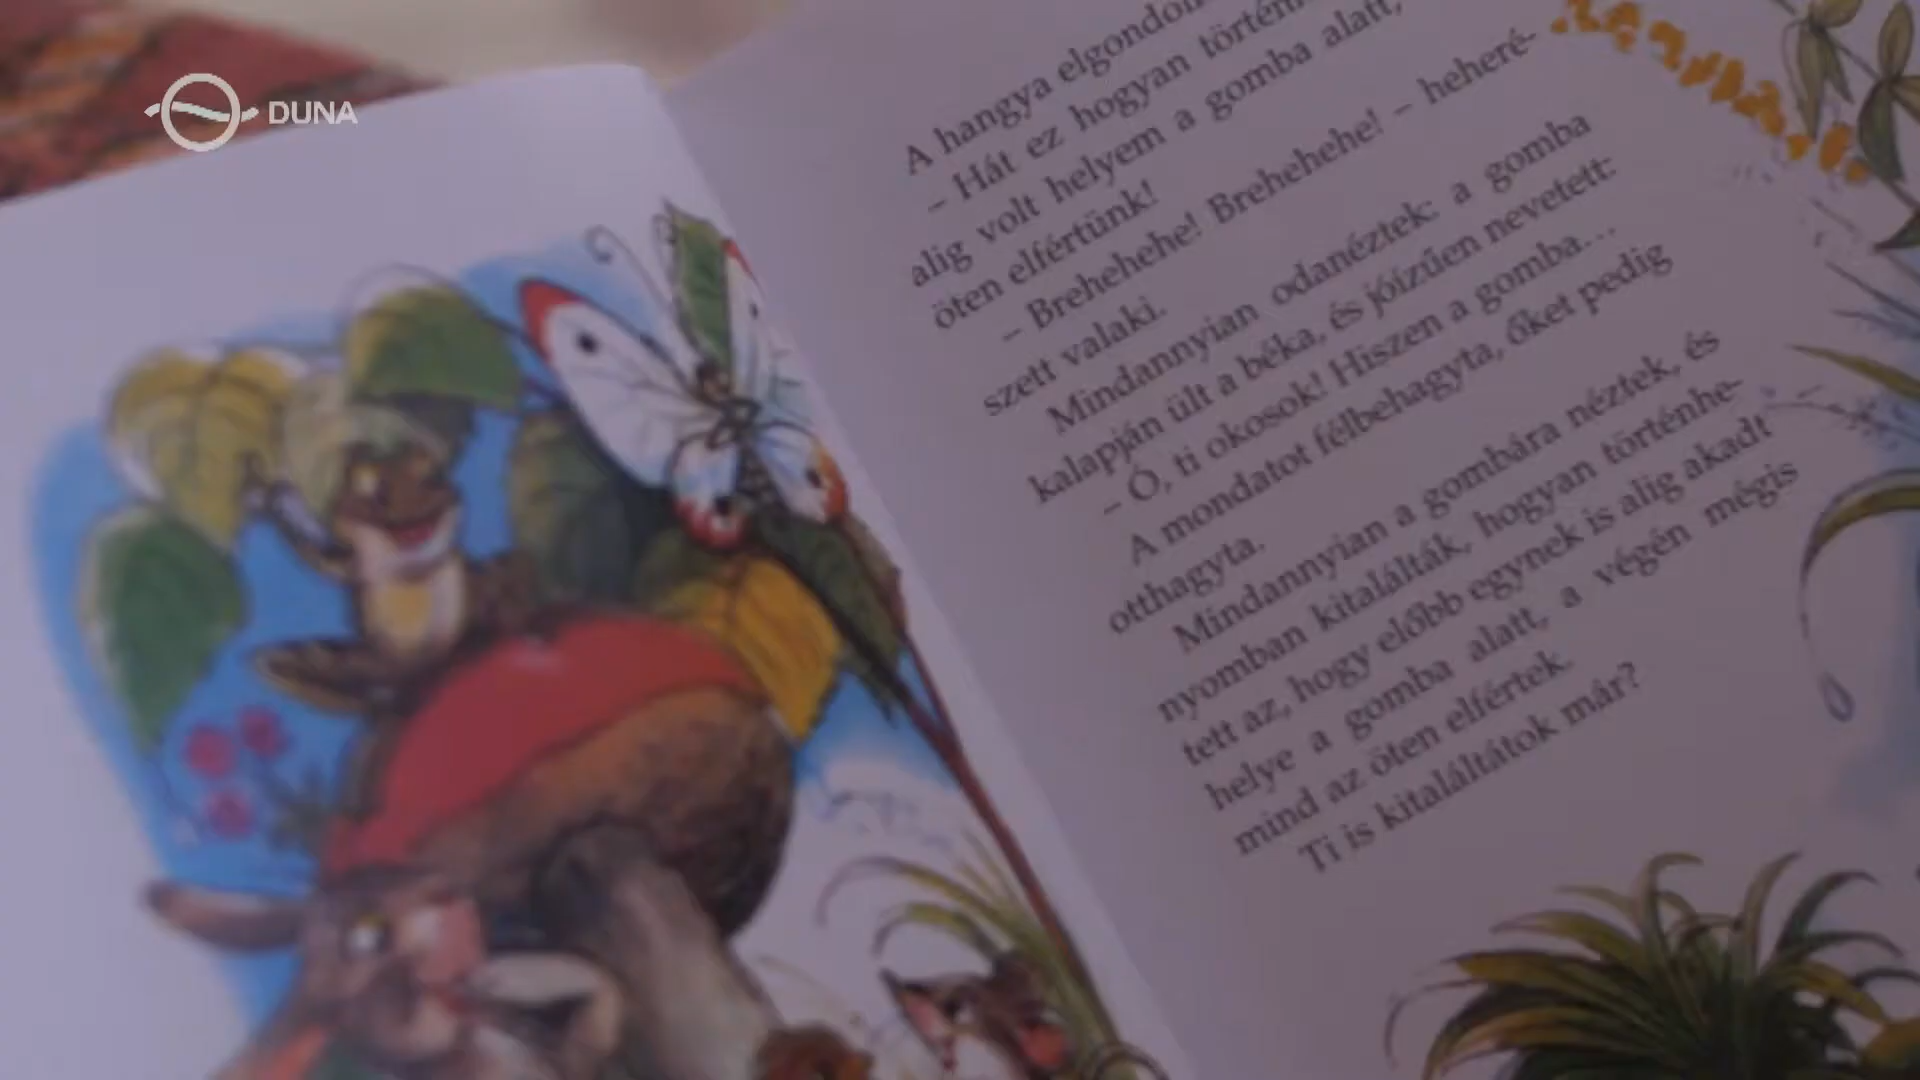 DUNA
A hangya
– Hát ez hogyan
alig volt helyem a gomba alatt,
öten elfértünk!
– Brehehehe! Brehehehe! – heheré-
szett valaki.
Mindannyian odanéztek: a gomba
kalapján ült a béka, és jóízűen nevetett:
– Ó, ti okosok! Hiszen a gomba...
A mondatot félbehagyta, őket pedig
otthagyta.
Mindannyian a gombára néztek, és
nyomban kitalálták, hogyan történhe-
tett az, hogy előbb egynek is alig akadt
helye a gomba alatt, a végén mégis
mind az öten elfértek.
Ti is kitaláltátok már?